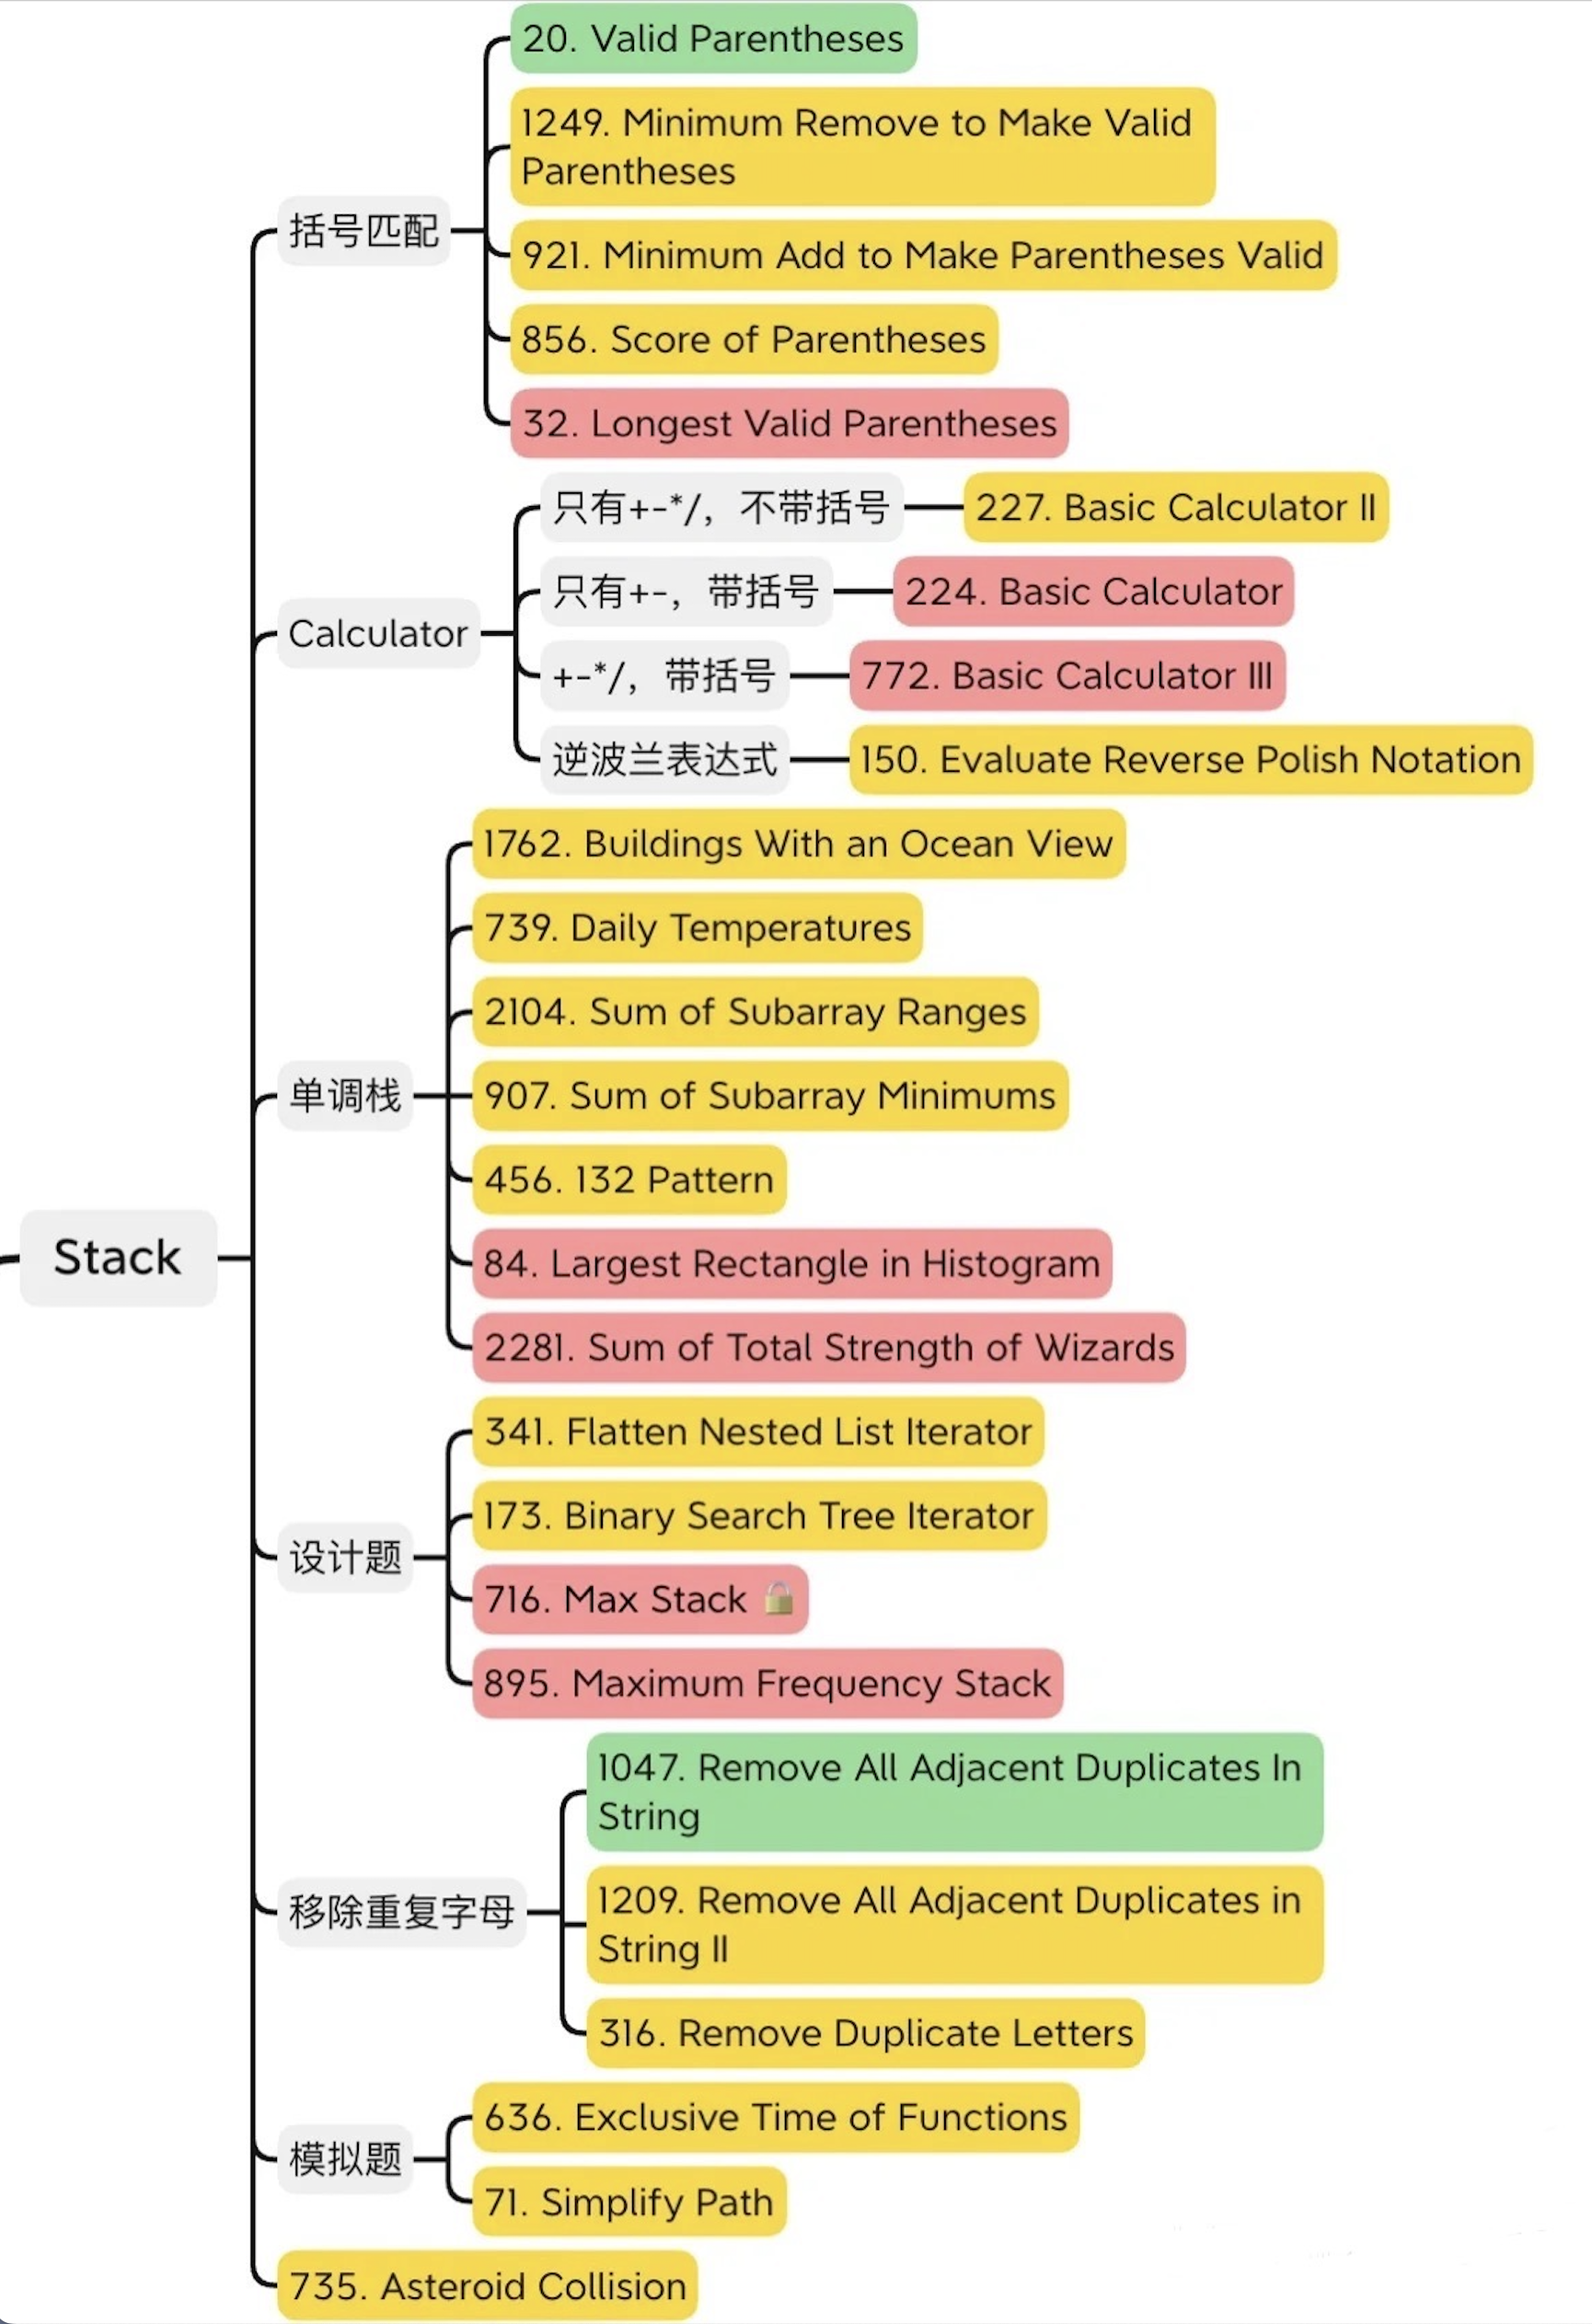 20. Valid Parentheses
1249. Minimum Remove to Make Valid
Parentheses
括号匹配
921. Minimum Add to Make Parentheses Valid
856. Score of Parentheses
32. Longest Valid Parentheses
只有+-*/，不带括号
227. Basic Calculator II
只有+-，带括号
224. Basic Calculator
Calculator
+-*/，带括号
772. Basic Calculator III
逆波兰表达式
150. Evaluate Reverse Polish Notation
1762. Buildings With an Ocean View
739. Daily Temperatures
2104. Sum of Subarray Ranges
单调栈
907. Sum of Subarray Minimums
456. 132 Pattern
Stack
84. Largest Rectangle in Histogram
2281. Sum of Total Strength of Wizards
341. Flatten Nested List Iterator
173. Binary Search Tree Iterator
设计题
716. Max Stack 🔒
895. Maximum Frequency Stack
1047. Remove All Adjacent Duplicates In
String
移除重复字母
1209. Remove All Adjacent Duplicates in
String II
316. Remove Duplicate Letters
636. Exclusive Time of Functions
模拟题
71. Simplify Path
735. Asteroid Collision